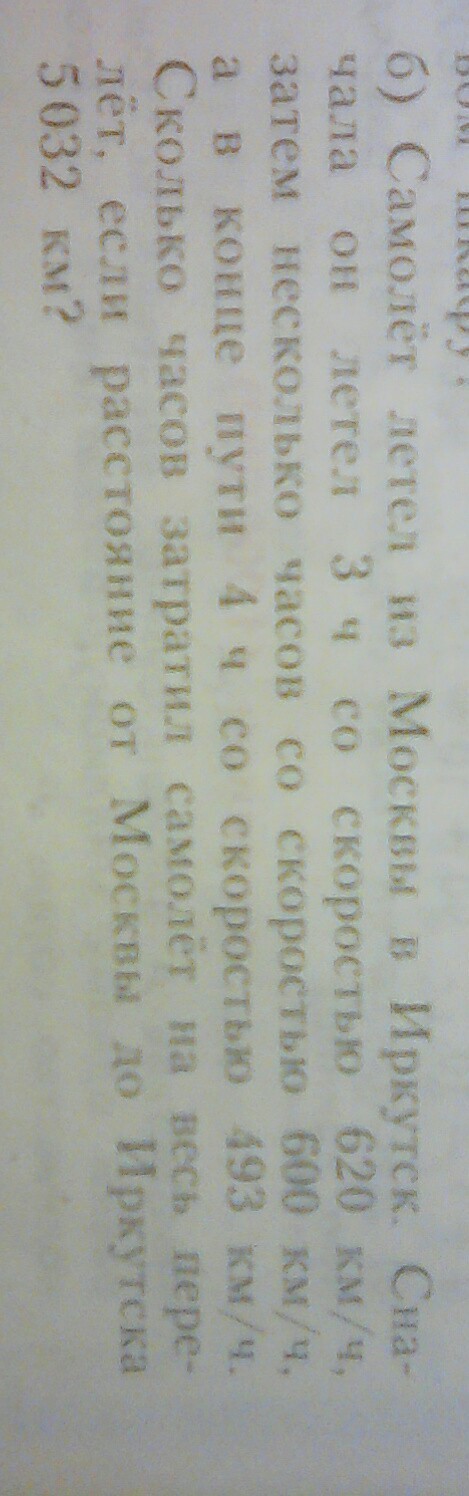 б) Самолёт летел из Москвы в Иркутск. Сна-
чала он летел 3 ч со скоростью 620 км/ч,
затем несколько часов со скоростью 600 км/ч,
а в конце пути 4 ч со скоростью 493 км/ч.
Сколько часов затратил самолёт на весь пере-
лёт, если расстояние от Москвы до Иркутска
5032 км?